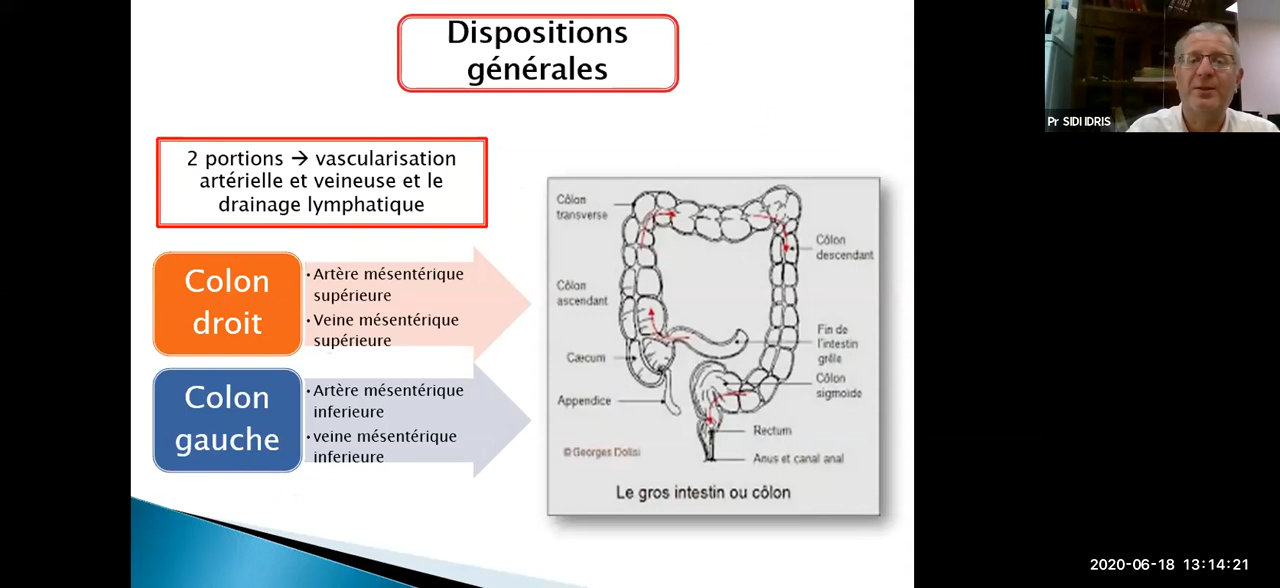 Dispositions
générales
Pr SIDI IDRIS
2 portions → vascularisation
artérielle et veineuse et le
drainage lymphatique
Colon
droit
• Artère mésentérique
supérieure
• Veine mésentérique
supérieure
Colon
gauche
• Artère mésentérique
inferieure
• veine mésentérique
inferieure
Côlon
transverse
Côlon
descendant
Côlon
ascendant
Fin de
l'intestin
grêle
Cæcum
Côlon
sigmoïde
Appendice
Rectum
Anus et canal anal
© Georges Dolisi
Le gros intestin ou côlon
2020-06-18 13:14:21